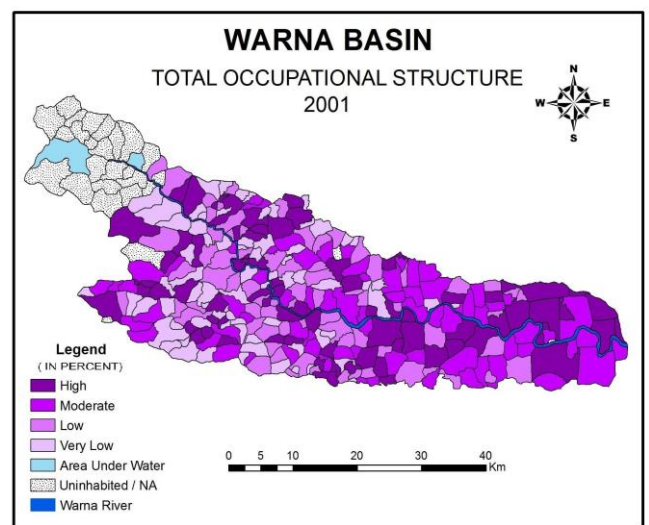 WARNA BASIN
TOTAL OCCUPATIONAL STRUCTURE
2001
N
W E
S
Legend
( IN PERCENT)
High
Moderate
Low
Very Low
Area Under Water
Uninhabited / NA
Warna River
0 5 10 20 30 40
Km